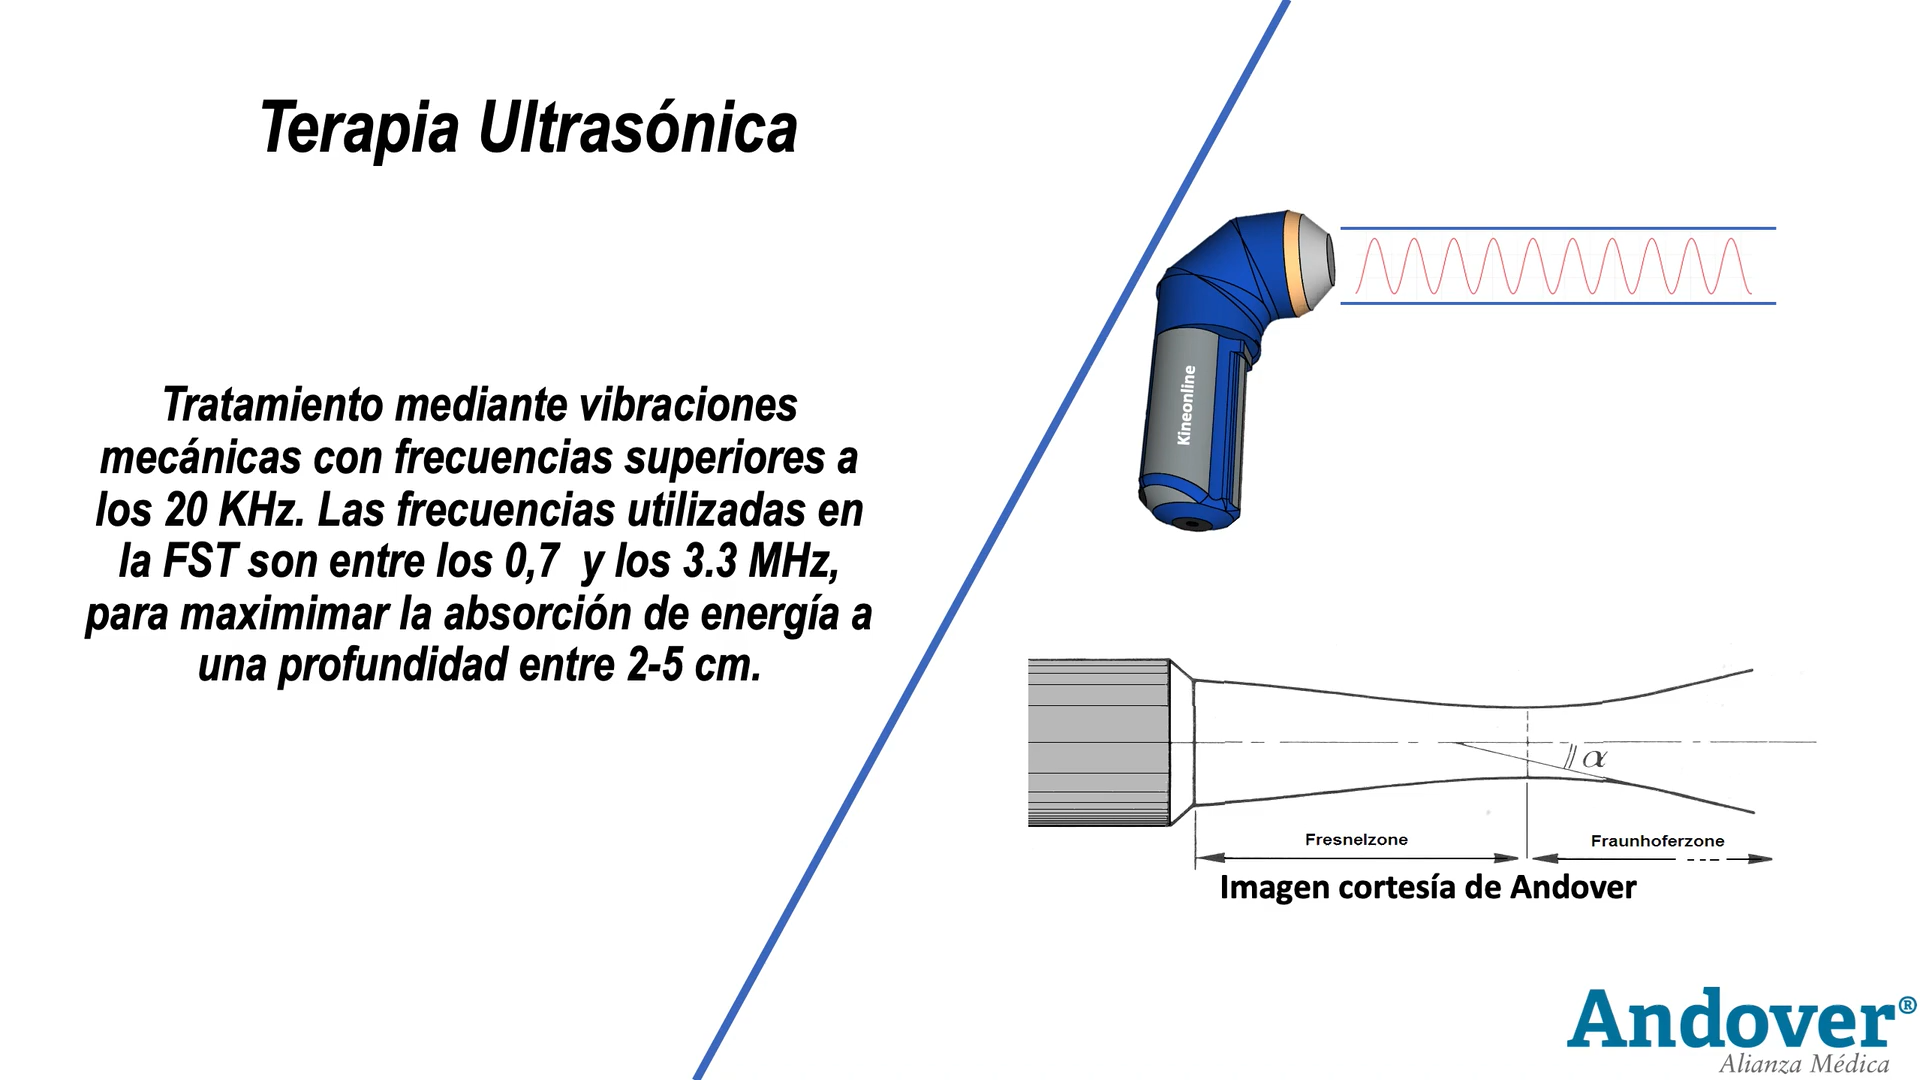 Terapia Ultrasónica
Tratamiento mediante vibraciones
mecánicas con frecuencias superiores a
los 20 KHz. Las frecuencias utilizadas en
la FST son entre los 0,7 y los 3.3 MHz,
para maximimar la absorción de energía a
una profundidad entre 2-5 cm.
Kineonline
α
Fresnelzone
Fraunhoferzone
Imagen cortesía de Andover
Andover®
Alianza Médica